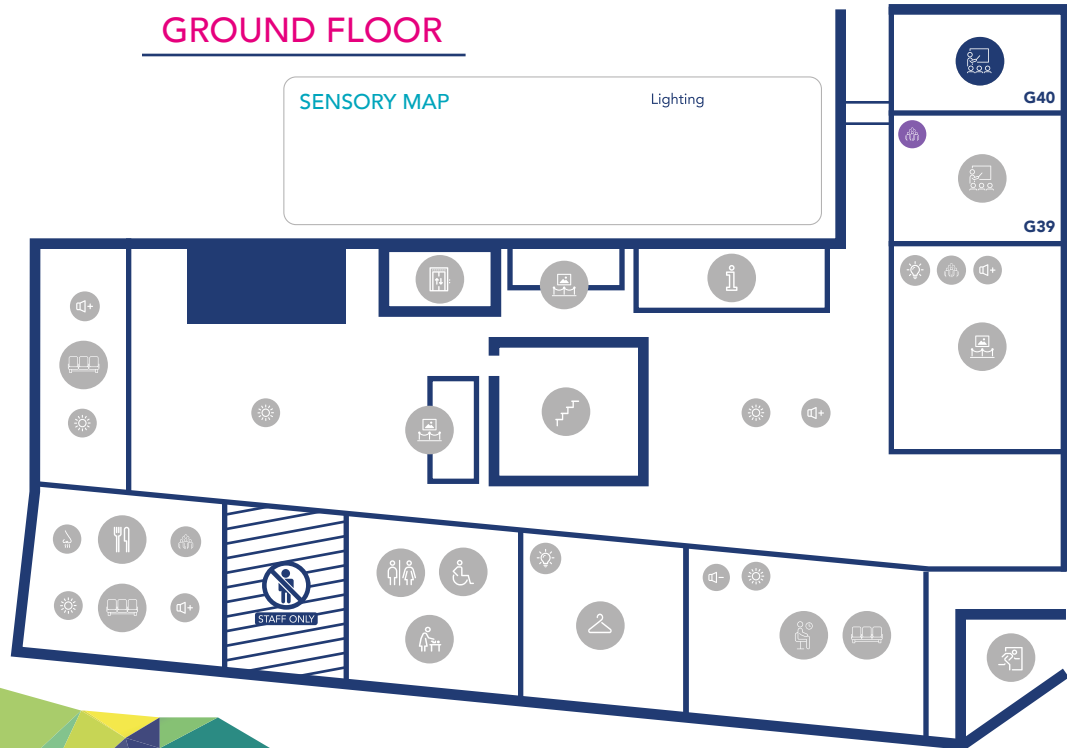 GROUND FLOOR
SENSORY MAP
Lighting
G40
G39
STAFF ONLY